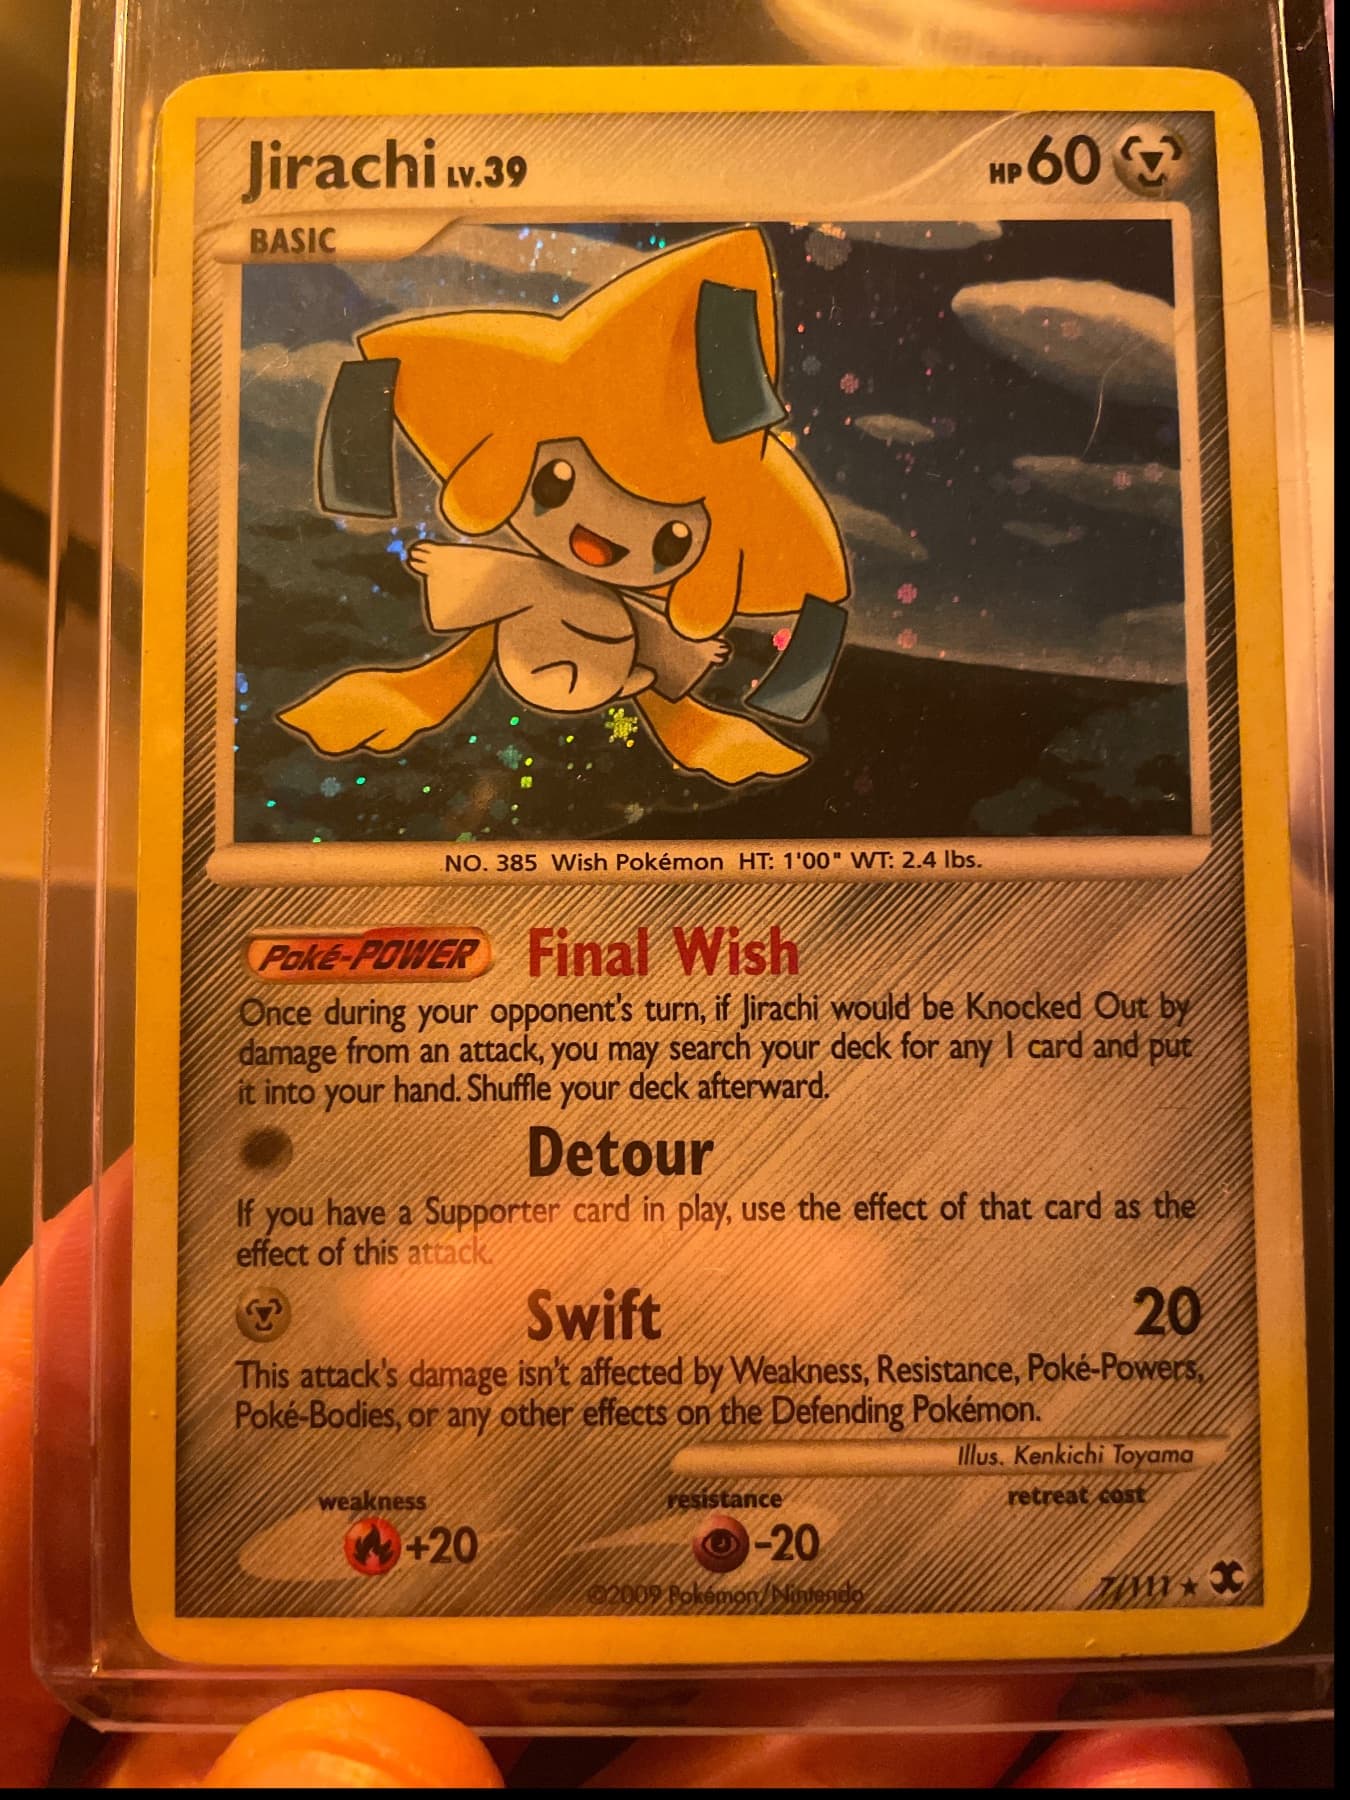 Jirachi LV.39 HP 60
BASIC
NO. 385 Wish Pokémon HT: 1'00" WT: 2.4 lbs.
Poké-POWER Final Wish
Once during your opponent's turn, if Jirachi would be Knocked Out by
damage from an attack, you may search your deck for any 1 card and put
it into your hand. Shuffle your deck afterward.
Detour
If you have a Supporter card in play, use the effect of that card as the
effect of this attack.
Swift 20
This attack's damage isn't affected by Weakness, Resistance, Poké-Powers,
Poké-Bodies, or any other effects on the Defending Pokémon.
Illus. Kenkichi Toyama
weakness resistance retreat cost
+20 -20
©2009 Pokémon/Nintendo 7/111